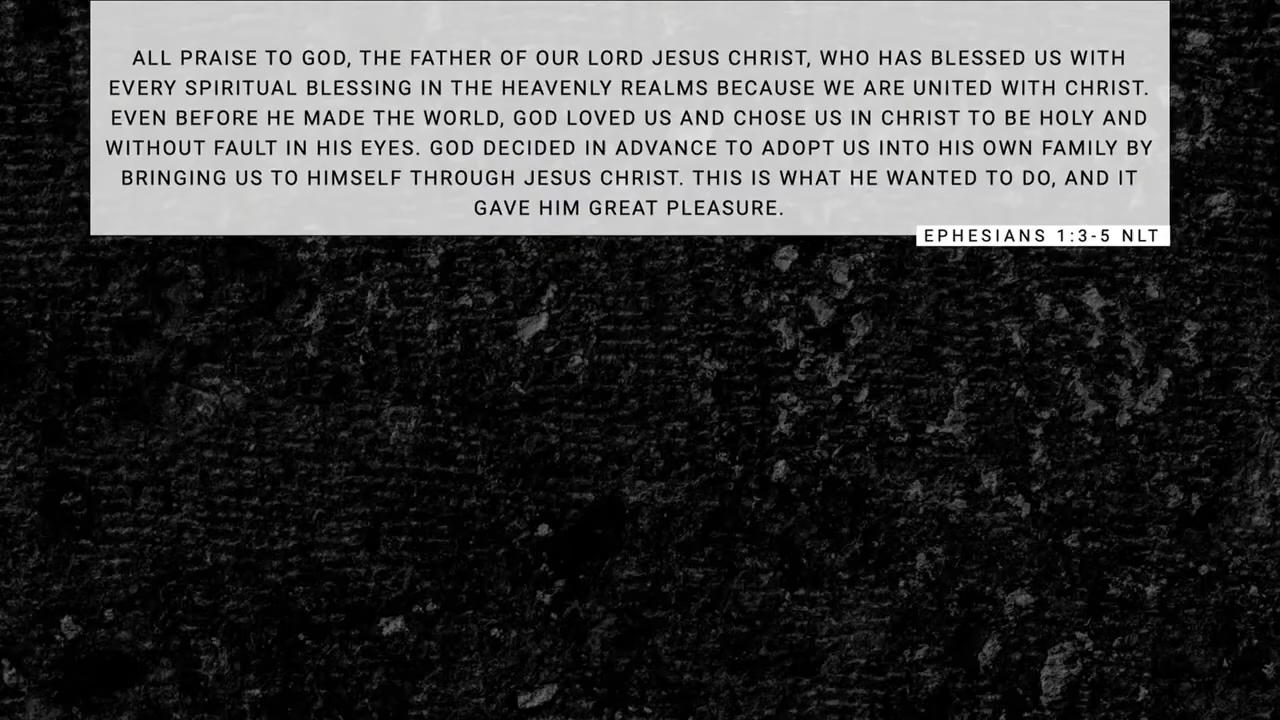 ALL PRAISE TO GOD, THE FATHER OF OUR LORD JESUS CHRIST, WHO HAS BLESSED US WITH
EVERY SPIRITUAL BLESSING IN THE HEAVENLY REALMS BECAUSE WE ARE UNITED WITH CHRIST.
EVEN BEFORE HE MADE THE WORLD, GOD LOVED US AND CHOSE US IN CHRIST TO BE HOLY AND
WITHOUT FAULT IN HIS EYES. GOD DECIDED IN ADVANCE TO ADOPT US INTO HIS OWN FAMILY BY
BRINGING US TO HIMSELF THROUGH JESUS CHRIST. THIS IS WHAT HE WANTED TO DO, AND IT
GAVE HIM GREAT PLEASURE.
EPHESIANS 1:3-5 NLT